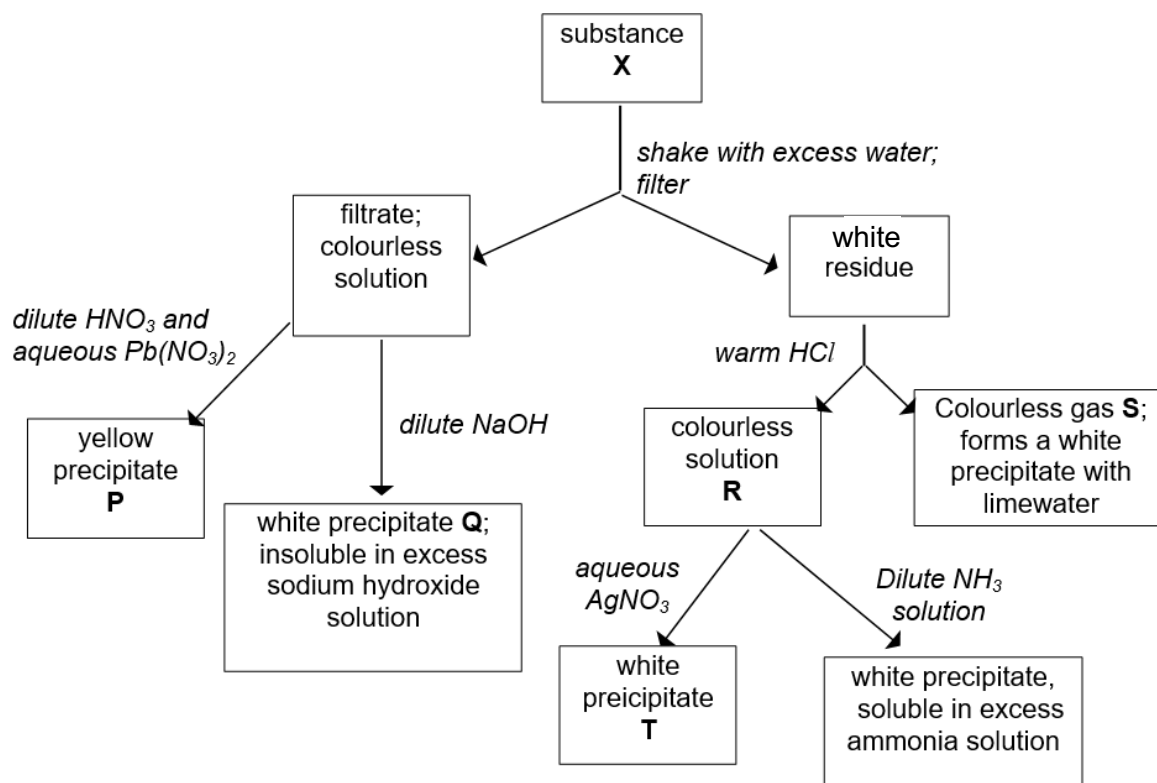 substance
X
shake with excess water;
filter
filtrate;
colourless
solution
white
residue
dilute HNO₃ and
aqueous Pb(NO₃)₂
dilute NaOH
warm HCl
yellow
precipitate
P
white precipitate Q;
insoluble in excess
sodium hydroxide
solution
colourless
solution
R
Colourless gas S;
forms a white
precipitate with
limewater
aqueous
AgNO₃
Dilute NH₃
solution
white
preicipitate
T
white precipitate,
soluble in excess
ammonia solution